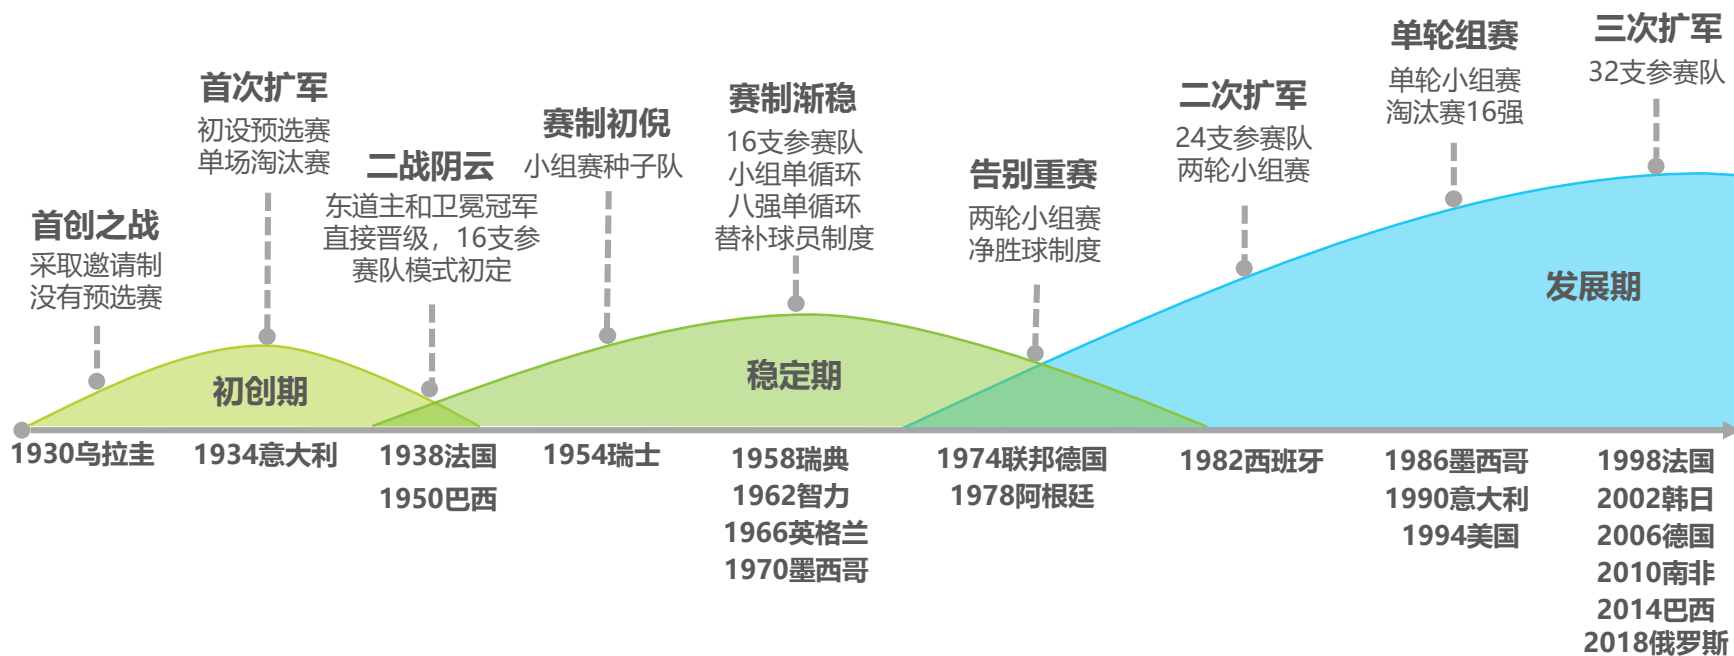 首创之战
采取邀请制
没有预选赛
1930乌拉圭
首次扩军
初设预选赛
单场淘汰赛
1934意大利
初创期
二战阴云
东道主和卫冕冠军
直接晋级，16支参
赛队模式初定
1938法国
1950巴西
赛制初倪
小组赛种子队
1954瑞士
赛制渐稳
16支参赛队
小组单循环
八强单循环
替补球员制度
稳定期
1958瑞典
1962智力
1966英格兰
1970墨西哥
告别重赛
两轮小组赛
净胜球制度
1974联邦德国
1978阿根廷
二次扩军
24支参赛队
两轮小组赛
1982西班牙
单轮组赛
单轮小组赛
淘汰赛16强
1986墨西哥
1990意大利
1994美国
三次扩军
32支参赛队
发展期
1998法国
2002韩日
2006德国
2010南非
2014巴西
2018俄罗斯